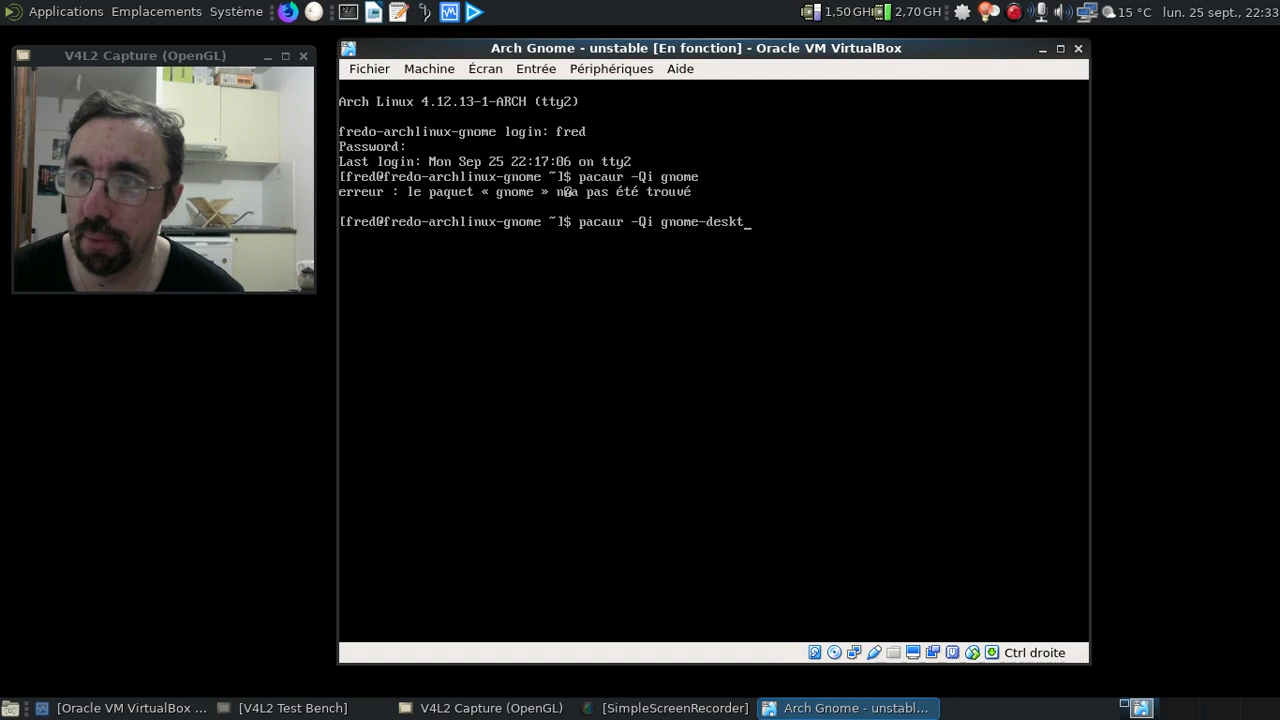 Applications Emplacements Système 1,50 GH 2,70 GH 15 °C lun. 25 sept., 22:33
V4L2 Capture (OpenGL)
Arch Gnome - unstable [En fonction] - Oracle VM VirtualBox
Fichier Machine Écran Entrée Périphériques Aide
Arch Linux 4.12.13-1-ARCH (tty2)
fredo-archlinux-gnome login: fred
Password:
Last login: Mon Sep 25 22:17:06 on tty2
[fred@fredo-archlinux-gnome ~]$ pacaur -Qi gnome
erreur : le paquet « gnome » n a pas été trouvé
[fred@fredo-archlinux-gnome ~]$ pacaur -Qi gnome-deskt_
Ctrl droite
[Oracle VM VirtualBox ... [V4L2 Test Bench] V4L2 Capture (OpenGL) [SimpleScreenRecorder] Arch Gnome - unstabl...